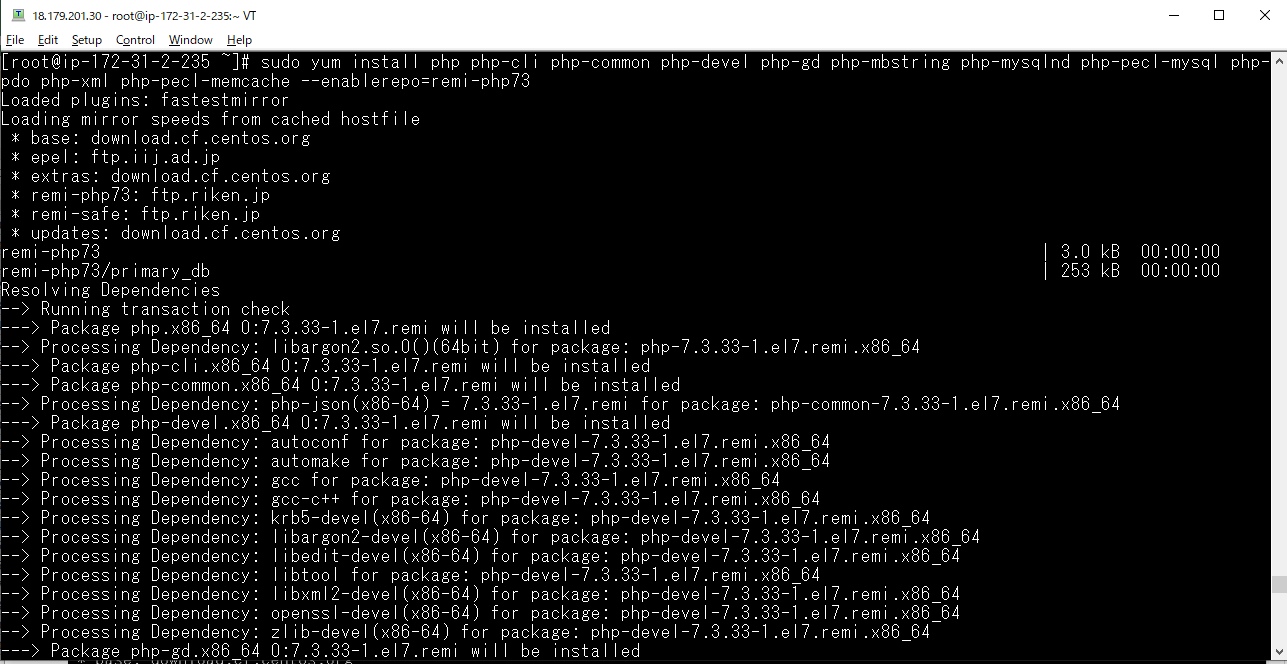 18.179.201.30 - root@ip-172-31-2-235:~ VT
File Edit Setup Control Window Help
[root@ip-172-31-2-235 ~]# sudo yum install php php-cli php-common php-devel php-gd php-mbstring php-mysqlnd php-pecl-mysql php-
pdo php-xml php-pecl-memcache --enablerepo=remi-php73
Loaded plugins: fastestmirror
Loading mirror speeds from cached hostfile
 * base: download.cf.centos.org
 * epel: ftp.iij.ad.jp
 * extras: download.cf.centos.org
 * remi-php73: ftp.riken.jp
 * remi-safe: ftp.riken.jp
 * updates: download.cf.centos.org
remi-php73 | 3.0 kB 00:00:00
remi-php73/primary_db | 253 kB 00:00:00
Resolving Dependencies
--> Running transaction check
---> Package php.x86_64 0:7.3.33-1.el7.remi will be installed
--> Processing Dependency: libargon2.so.0()(64bit) for package: php-7.3.33-1.el7.remi.x86_64
---> Package php-cli.x86_64 0:7.3.33-1.el7.remi will be installed
---> Package php-common.x86_64 0:7.3.33-1.el7.remi will be installed
--> Processing Dependency: php-json(x86-64) = 7.3.33-1.el7.remi for package: php-common-7.3.33-1.el7.remi.x86_64
---> Package php-devel.x86_64 0:7.3.33-1.el7.remi will be installed
--> Processing Dependency: autoconf for package: php-devel-7.3.33-1.el7.remi.x86_64
--> Processing Dependency: automake for package: php-devel-7.3.33-1.el7.remi.x86_64
--> Processing Dependency: gcc for package: php-devel-7.3.33-1.el7.remi.x86_64
--> Processing Dependency: gcc-c++ for package: php-devel-7.3.33-1.el7.remi.x86_64
--> Processing Dependency: krb5-devel(x86-64) for package: php-devel-7.3.33-1.el7.remi.x86_64
--> Processing Dependency: libargon2-devel(x86-64) for package: php-devel-7.3.33-1.el7.remi.x86_64
--> Processing Dependency: libedit-devel(x86-64) for package: php-devel-7.3.33-1.el7.remi.x86_64
--> Processing Dependency: libtool for package: php-devel-7.3.33-1.el7.remi.x86_64
--> Processing Dependency: libxml2-devel(x86-64) for package: php-devel-7.3.33-1.el7.remi.x86_64
--> Processing Dependency: openssl-devel(x86-64) for package: php-devel-7.3.33-1.el7.remi.x86_64
--> Processing Dependency: zlib-devel(x86-64) for package: php-devel-7.3.33-1.el7.remi.x86_64
---> Package php-gd.x86_64 0:7.3.33-1.el7.remi will be installed